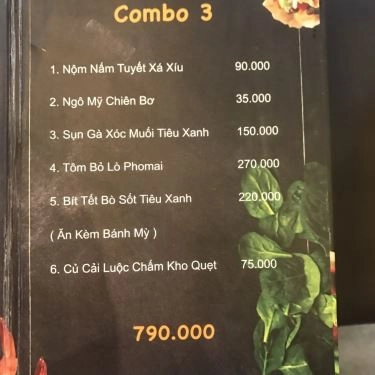 Combo 3
1. Nộm Nấm Tuyết Xá Xíu 90.000
2. Ngô Mỹ Chiên Bơ 35.000
3. Sụn Gà Xóc Muối Tiêu Xanh 150.000
4. Tôm Bỏ Lò Phomai 270.000
5. Bít Tết Bò Sốt Tiêu Xanh 220.000
( Ăn Kèm Bánh Mỳ )
6. Củ Cải Luộc Chấm Kho Quẹt 75.000
790.000